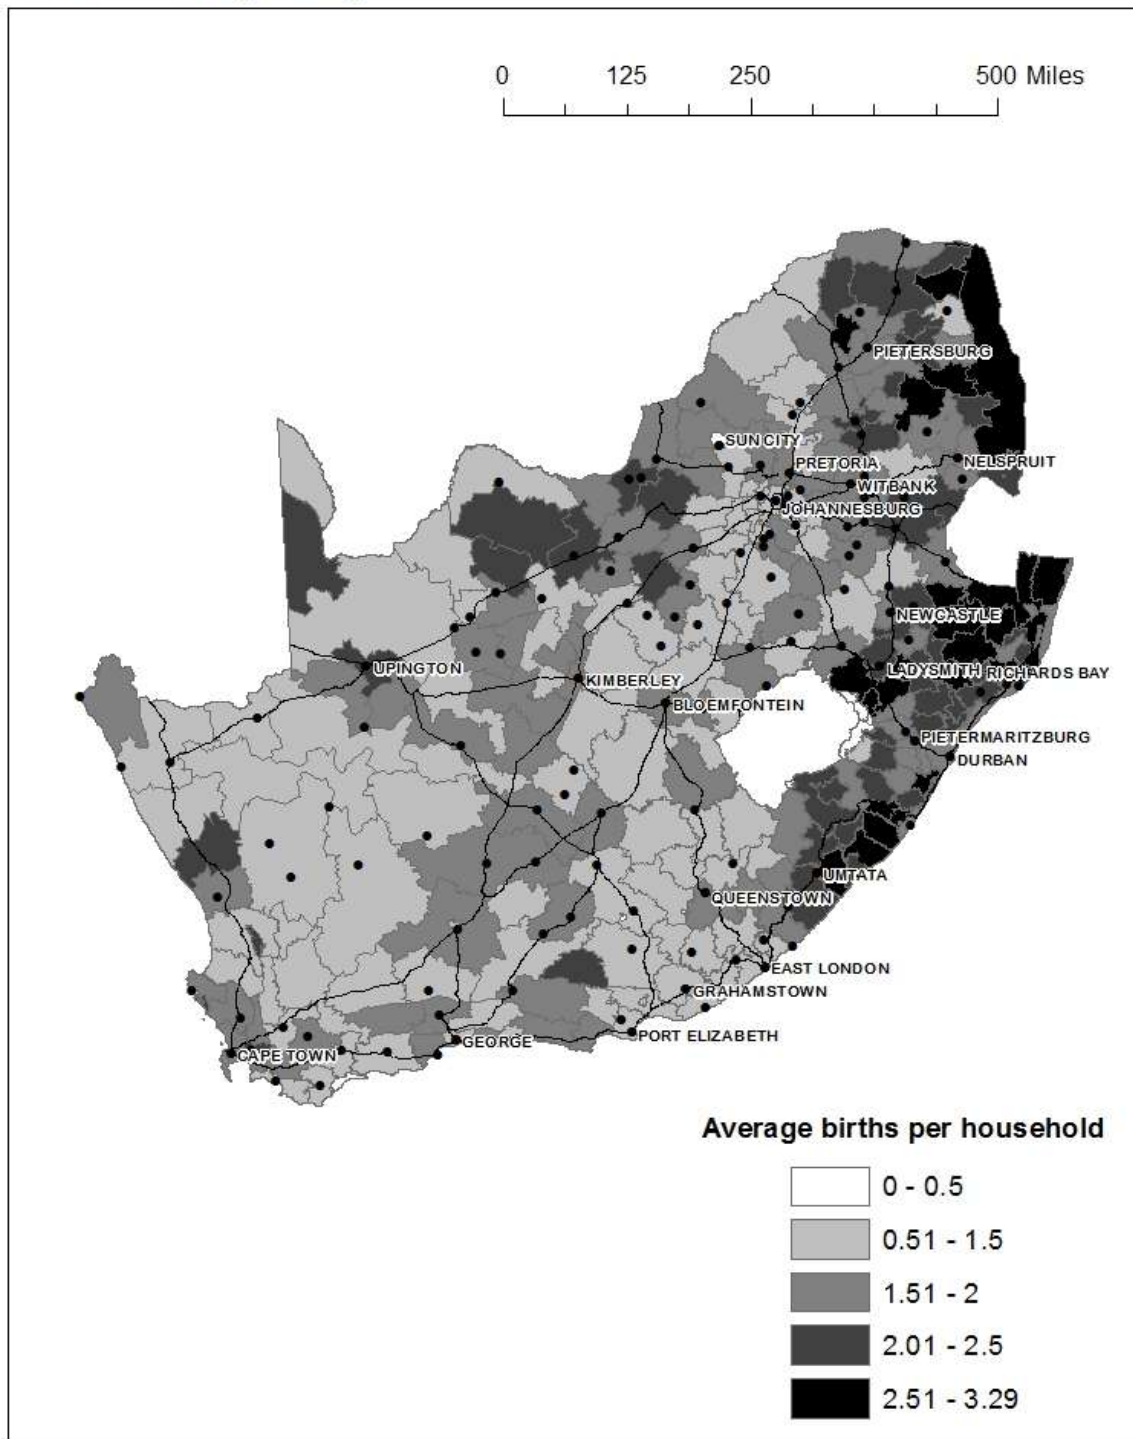 0 125 250 500 Miles
PIETERSBURG
SUN CITY
PRETORIA
NELSPRUIT
WITBANK
JOHANNESBURG
NEWCASTLE
UPINGTON
LADYSMITH
RICHARDS BAY
KIMBERLEY
BLOEMFONTEIN
PIETERMARITZBURG
DURBAN
UMTATA
QUEENSTOWN
EAST LONDON
GRAHAMSTOWN
PORT ELIZABETH
GEORGE
CAPE TOWN
Average births per household
0 - 0.5
0.51 - 1.5
1.51 - 2
2.01 - 2.5
2.51 - 3.29